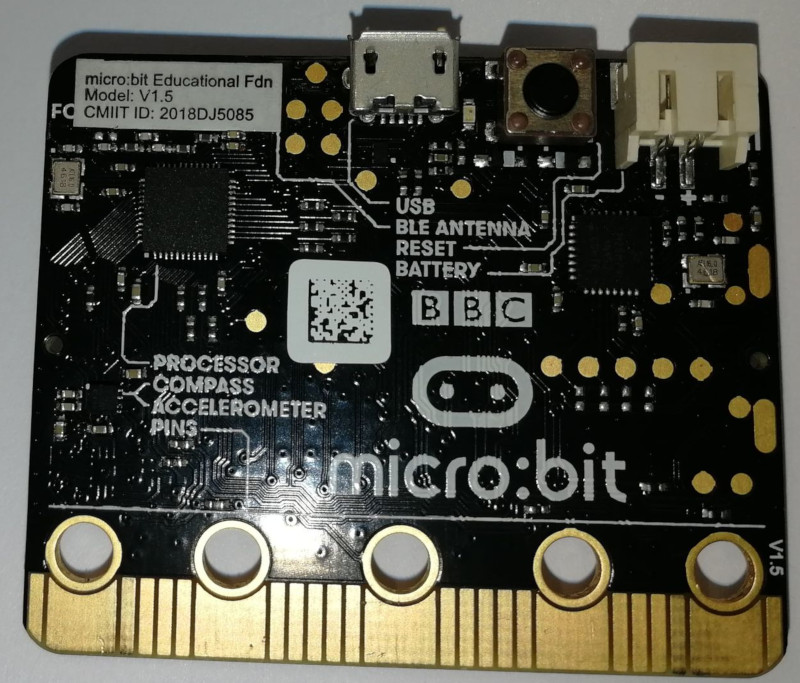 micro:bit Educational Fdn
Model: V1.5
CMIIT ID: 2018DJ5085
USB
BLE ANTENNA
RESET
BATTERY
- +
BBC
PROCESSOR
COMPASS
ACCELEROMETER
PINS
micro:bit
V1.5